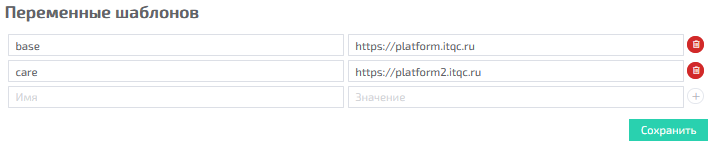 Переменные шаблонов
base https://platform.itqc.ru
care https://platform2.itqc.ru
Имя Значение
Сохранить